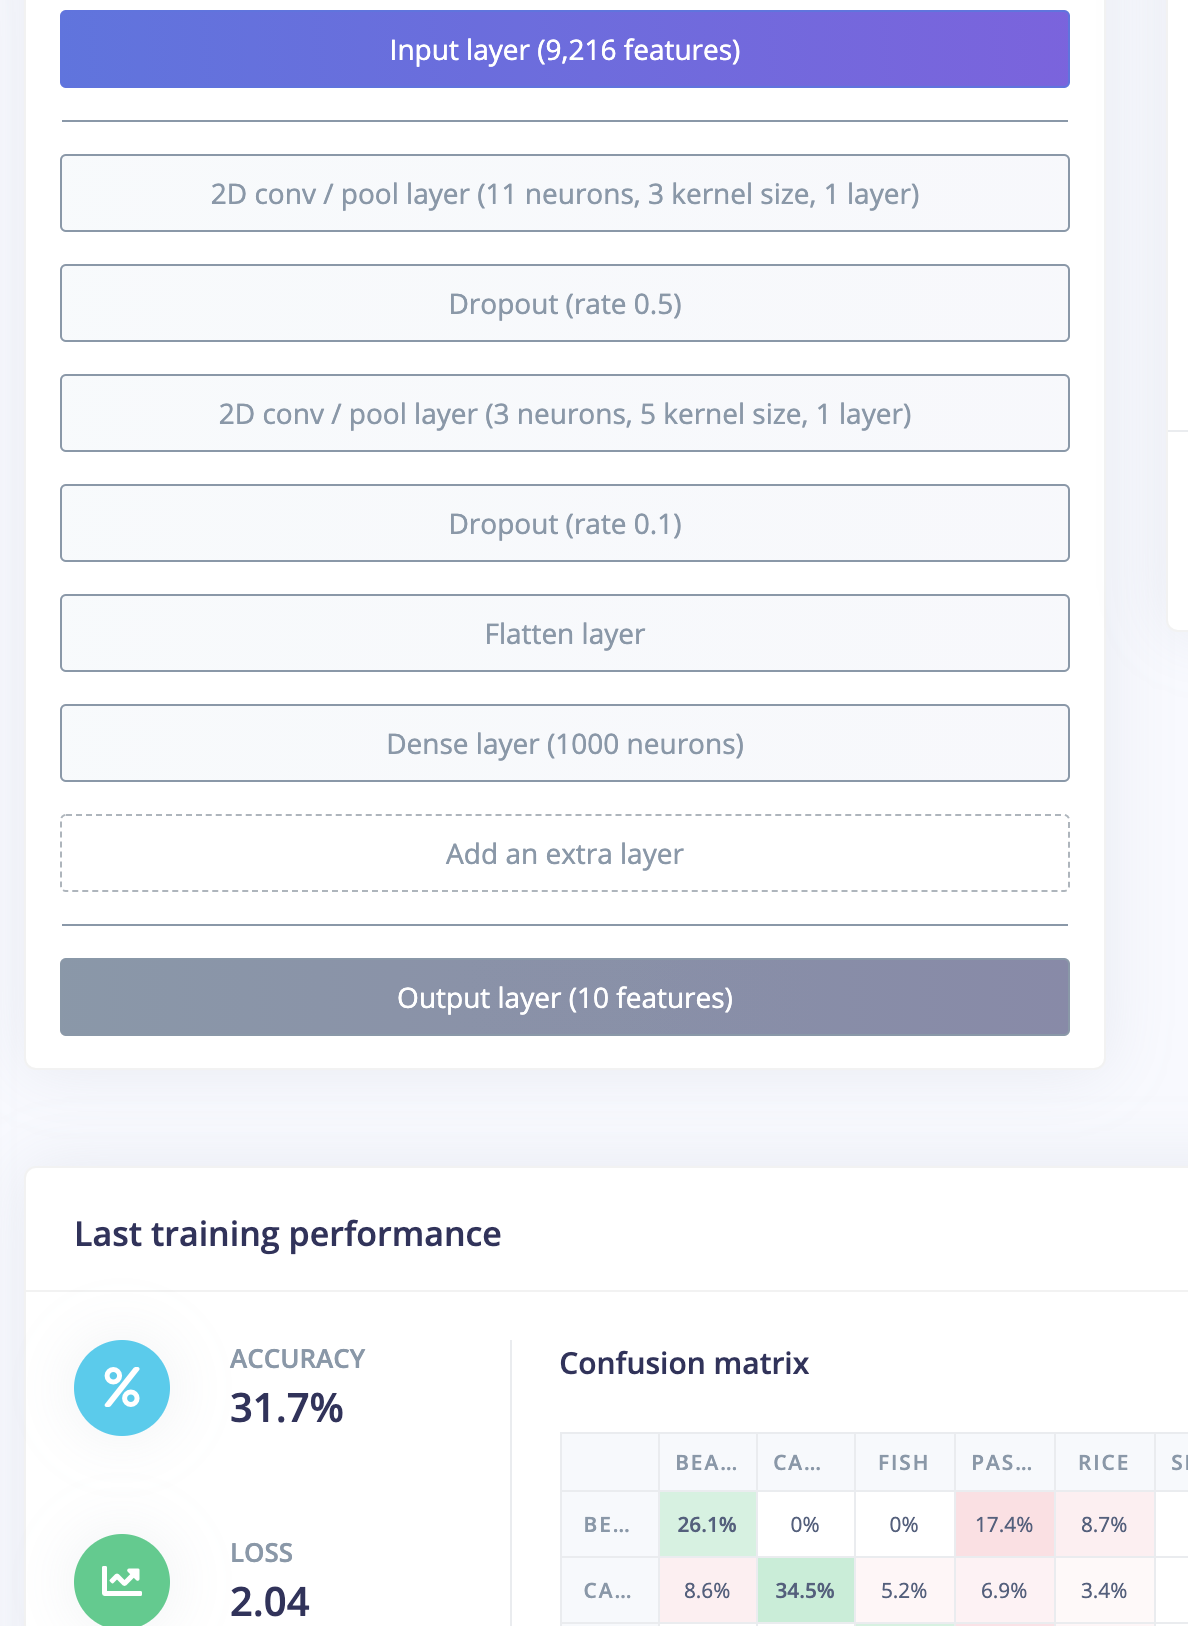 Input layer (9,216 features)
2D conv / pool layer (11 neurons, 3 kernel size, 1 layer)
Dropout (rate 0.5)
2D conv / pool layer (3 neurons, 5 kernel size, 1 layer)
Dropout (rate 0.1)
Flatten layer
Dense layer (1000 neurons)
Add an extra layer
Output layer (10 features)
Last training performance
ACCURACY
31.7%
LOSS
2.04
Confusion matrix
BEA... CA... FISH PAS... RICE
BE... 26.1% 0% 0% 17.4% 8.7%
CA... 8.6% 34.5% 5.2% 6.9% 3.4%